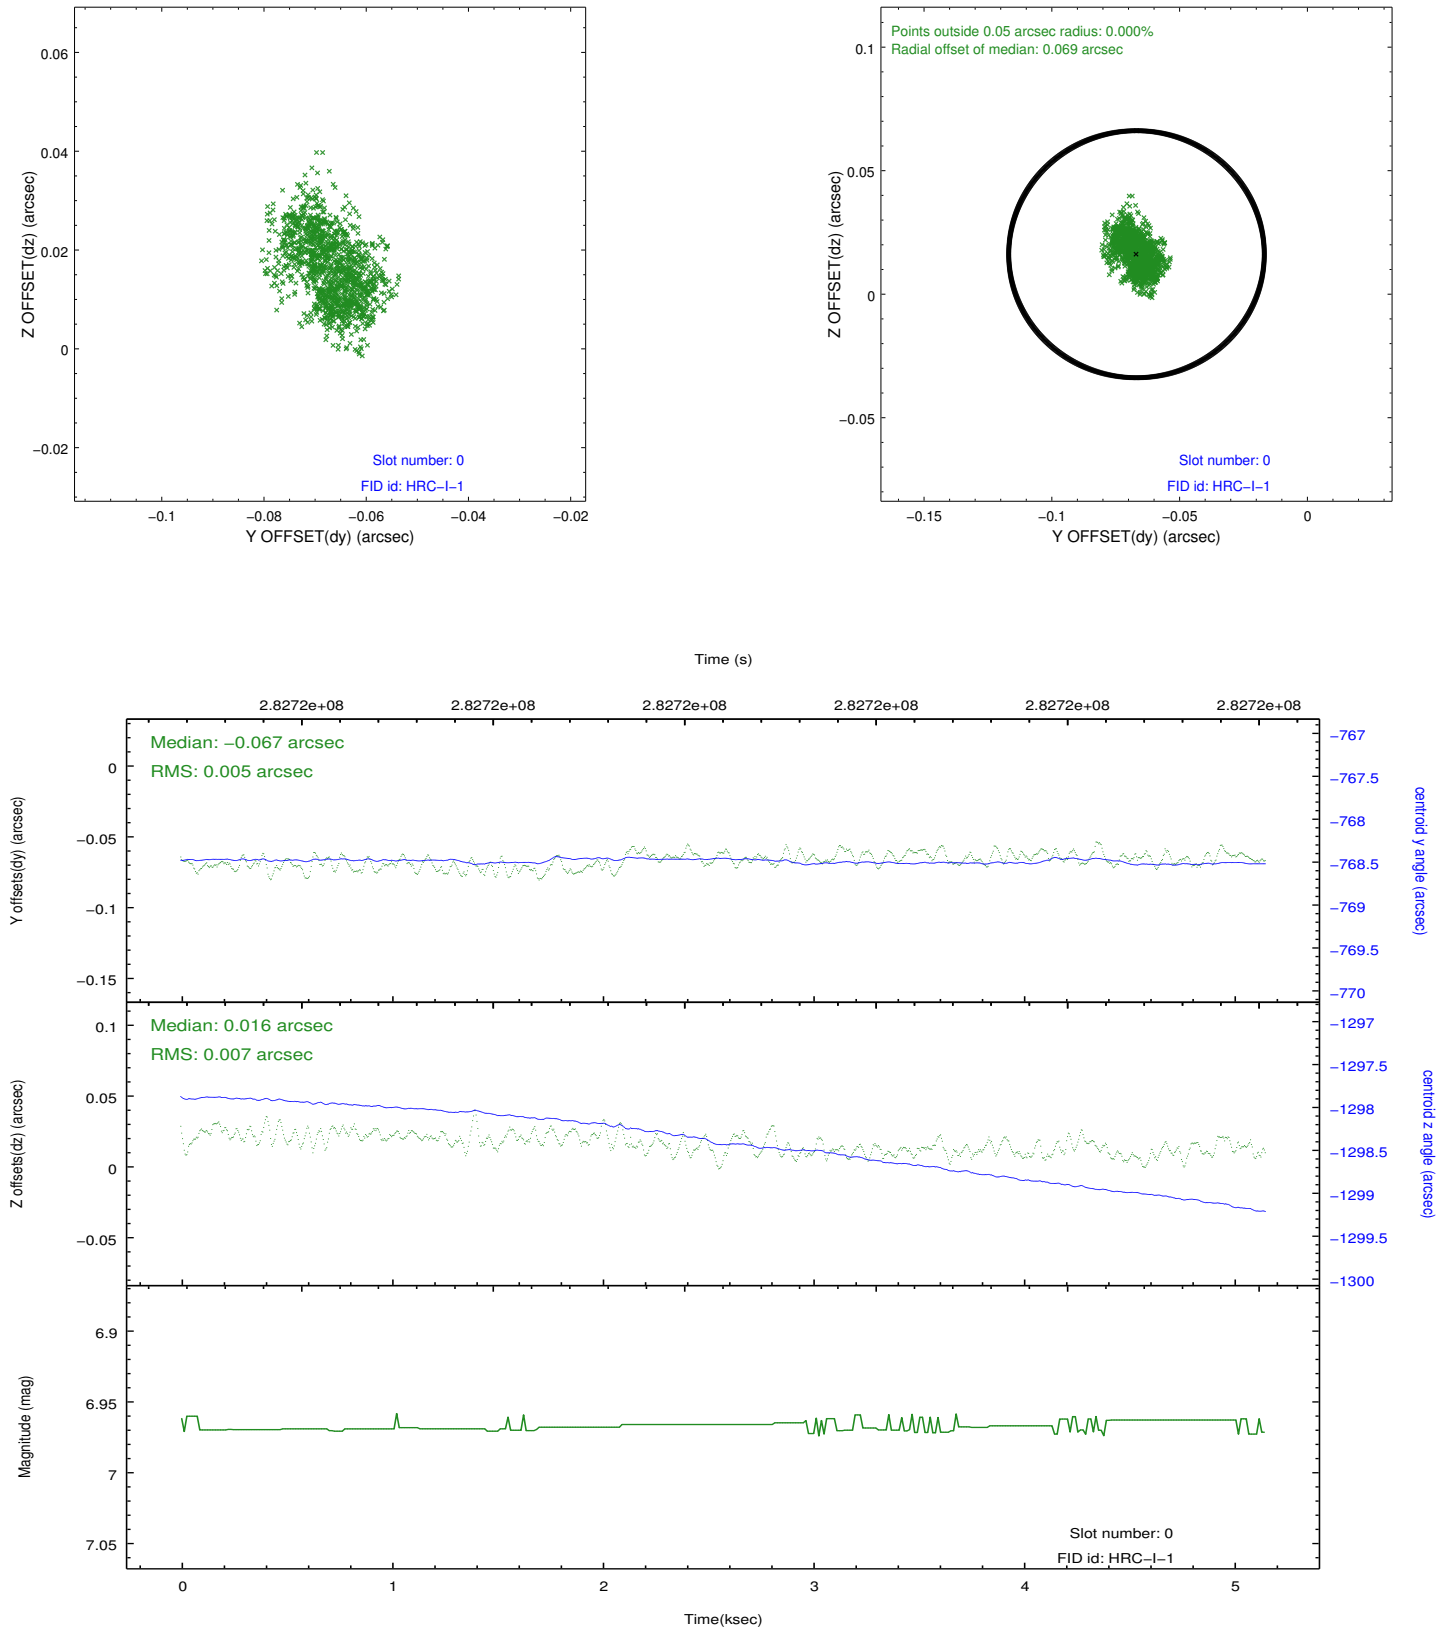 0.06
0.04
0.02
0
−0.02
Z OFFSET(dz) (arcsec)
Slot number: 0
FID id: HRC−I−1
−0.1
−0.08
−0.06
−0.04
−0.02
Y OFFSET(dy) (arcsec)
Points outside 0.05 arcsec radius: 0.000%
Radial offset of median: 0.069 arcsec
0.1
0.05
0
−0.05
Z OFFSET(dz) (arcsec)
Slot number: 0
FID id: HRC−I−1
−0.15
−0.1
−0.05
0
Y OFFSET(dy) (arcsec)
Time (s)
2.8272e+08
2.8272e+08
2.8272e+08
2.8272e+08
2.8272e+08
2.8272e+08
Median: −0.067 arcsec
RMS: 0.005 arcsec
0
−0.05
−0.1
−0.15
Y offsets(dy) (arcsec)
−767
−767.5
−768
−768.5
−769
−769.5
−770
centroid y angle (arcsec)
Median: 0.016 arcsec
RMS: 0.007 arcsec
0.1
0.05
0
−0.05
Z offsets(dz) (arcsec)
−1297
−1297.5
−1298
−1298.5
−1299
−1299.5
−1300
centroid z angle (arcsec)
6.9
6.95
7
7.05
Magnitude (mag)
Slot number: 0
FID id: HRC−I−1
0
1
2
3
4
5
Time(ksec)